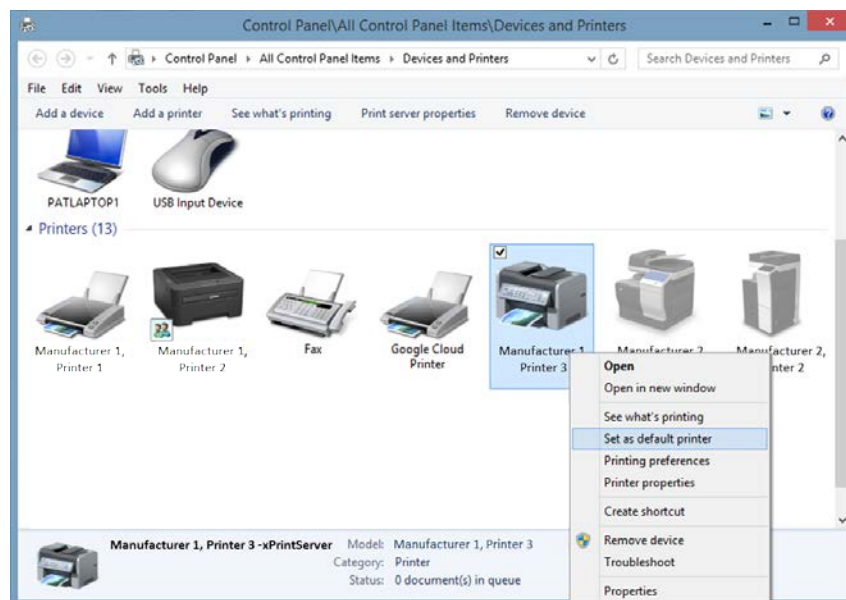 Control Panel\All Control Panel Items\Devices and Printers
Control Panel ▸ All Control Panel Items ▸ Devices and Printers
Search Devices and Printers
File Edit View Tools Help
Add a device Add a printer See what's printing Print server properties Remove device
PATLAPTOP1 USB Input Device
Printers (13)
Manufacturer 1,
Printer 1
Manufacturer 1,
Printer 2
Fax
Google Cloud
Printer
Manufacturer 1
Printer 3
Manufacturer 2
Manufacturer 2,
nter 2
Open
Open in new window
See what's printing
Set as default printer
Printing preferences
Printer properties
Create shortcut
Remove device
Troubleshoot
Properties
Manufacturer 1, Printer 3 -xPrintServer Model: Manufacturer 1, Printer 3
Category: Printer
Status: 0 document(s) in queue